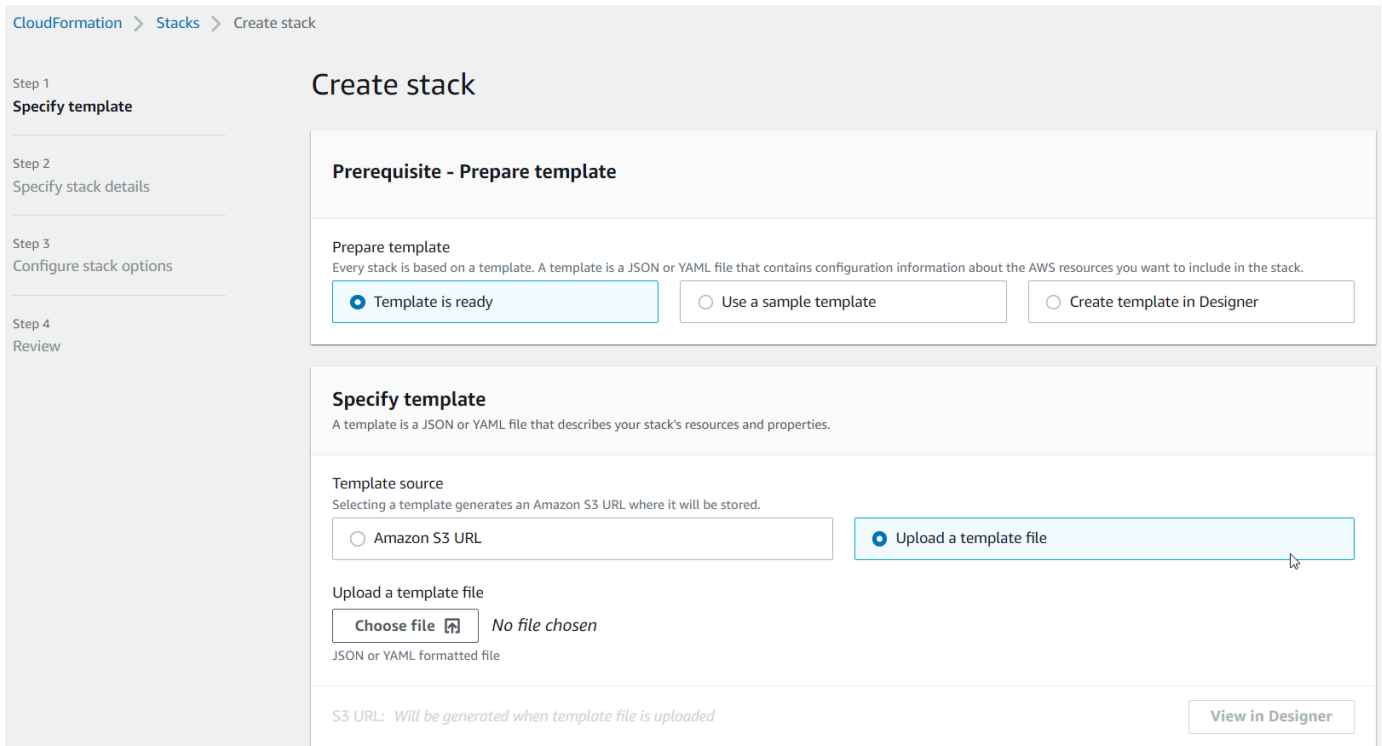 CloudFormation > Stacks > Create stack
Step 1
Specify template
Step 2
Specify stack details
Step 3
Configure stack options
Step 4
Review
Create stack
Prerequisite - Prepare template
Prepare template
Every stack is based on a template. A template is a JSON or YAML file that contains configuration information about the AWS resources you want to include in the stack.
Template is ready
Use a sample template
Create template in Designer
Specify template
A template is a JSON or YAML file that describes your stack's resources and properties.
Template source
Selecting a template generates an Amazon S3 URL where it will be stored.
Amazon S3 URL
Upload a template file
Upload a template file
Choose file No file chosen
JSON or YAML formatted file
S3 URL: Will be generated when template file is uploaded
View in Designer